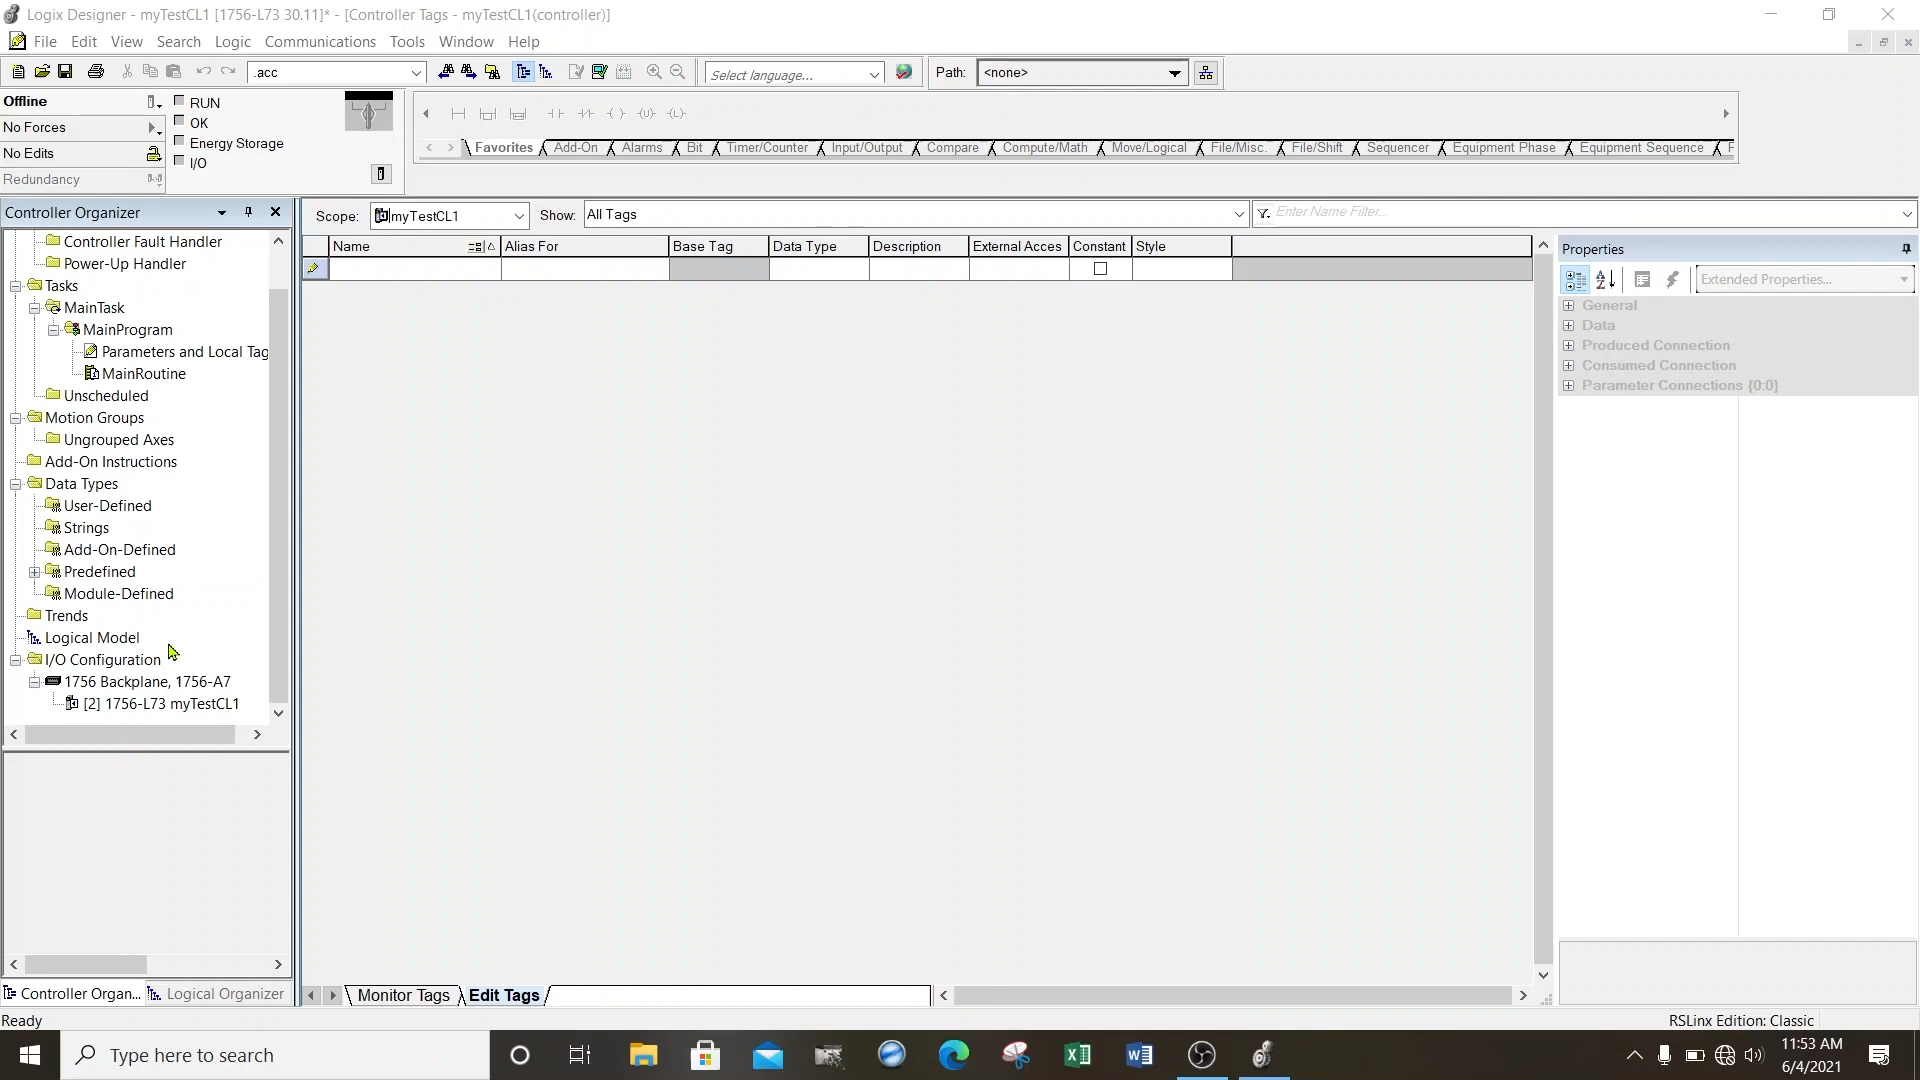 Logix Designer - myTestCL1 [1756-L73 30.11]* - [Controller Tags - myTestCL1(controller)]
File Edit View Search Logic Communications Tools Window Help
.acc Select language... Path: <none>
Offline RUN
No Forces OK
No Edits Energy Storage
Redundancy I/O
Favorites Add-On Alarms Bit Timer/Counter Input/Output Compare Compute/Math Move/Logical File/Misc. File/Shift Sequencer Equipment Phase Equipment Sequence
Controller Organizer
Controller Fault Handler
Power-Up Handler
Tasks
MainTask
MainProgram
Parameters and Local Tag
MainRoutine
Unscheduled
Motion Groups
Ungrouped Axes
Add-On Instructions
Data Types
User-Defined
Strings
Add-On-Defined
Predefined
Module-Defined
Trends
Logical Model
I/O Configuration
1756 Backplane, 1756-A7
[2] 1756-L73 myTestCL1
Controller Organ... Logical Organizer
Scope: myTestCL1 Show: All Tags Enter Name Filter...
Name Alias For Base Tag Data Type Description External Acces Constant Style
Monitor Tags Edit Tags
Properties
Extended Properties...
General
Data
Produced Connection
Consumed Connection
Parameter Connections {0:0}
Ready RSLinx Edition: Classic
Type here to search
11:53 AM
6/4/2021